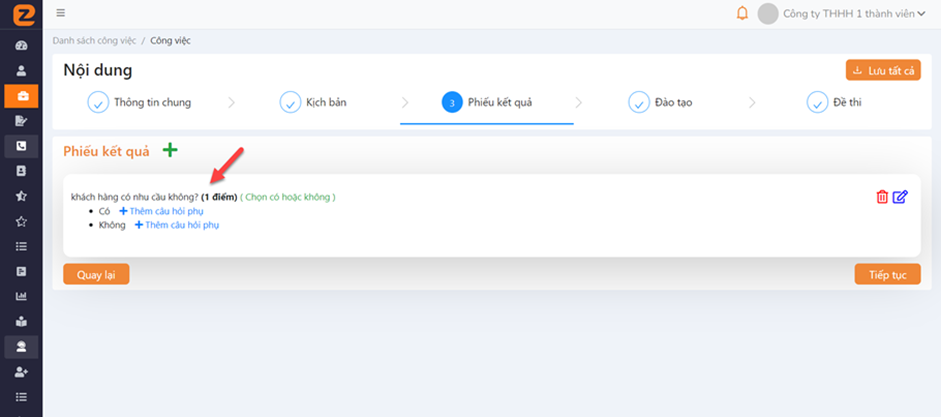 Công ty THHH 1 thành viên
Danh sách công việc / Công việc
Nội dung
Lưu tất cả
Thông tin chung
Kịch bản
3 Phiếu kết quả
Đào tạo
Đề thi
Phiếu kết quả
khách hàng có nhu cầu không? (1 điểm) ( Chọn có hoặc không )
Có Thêm câu hỏi phụ
Không Thêm câu hỏi phụ
Quay lại
Tiếp tục